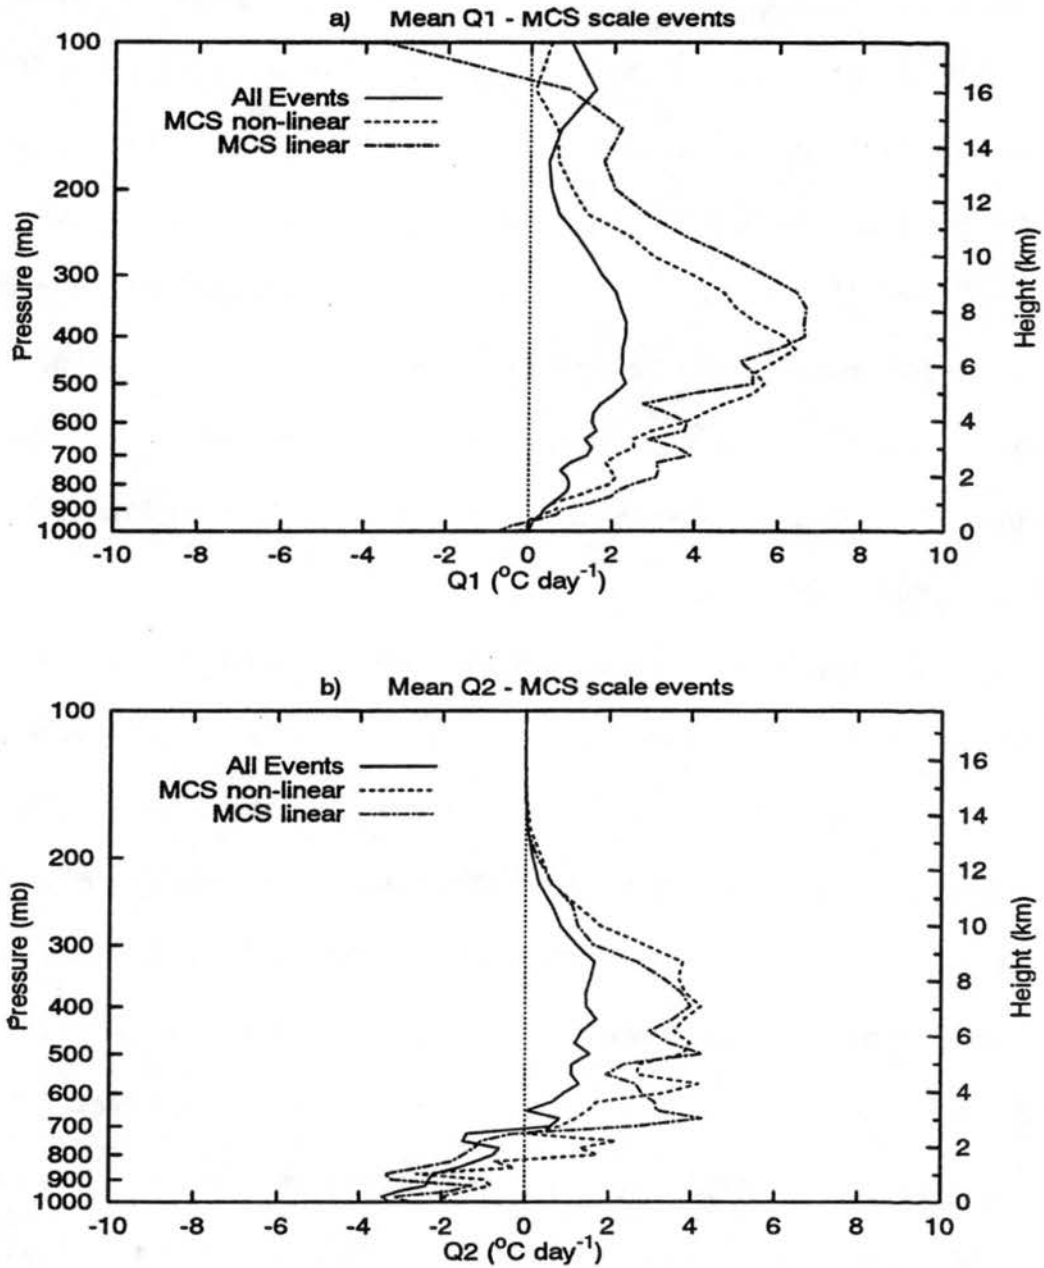 a) Mean Q1 - MCS scale events
All Events
MCS non-linear
MCS linear
100
200
300
400
500
600
700
800
900
1000
Pressure (mb)
16
14
12
10
8
6
4
2
0
Height (km)
-10 -8 -6 -4 -2 0 2 4 6 8 10
Q1 (°C day⁻¹)
b) Mean Q2 - MCS scale events
All Events
MCS non-linear
MCS linear
100
200
300
400
500
600
700
800
900
1000
Pressure (mb)
16
14
12
10
8
6
4
2
0
Height (km)
-10 -8 -6 -4 -2 0 2 4 6 8 10
Q2 (°C day⁻¹)